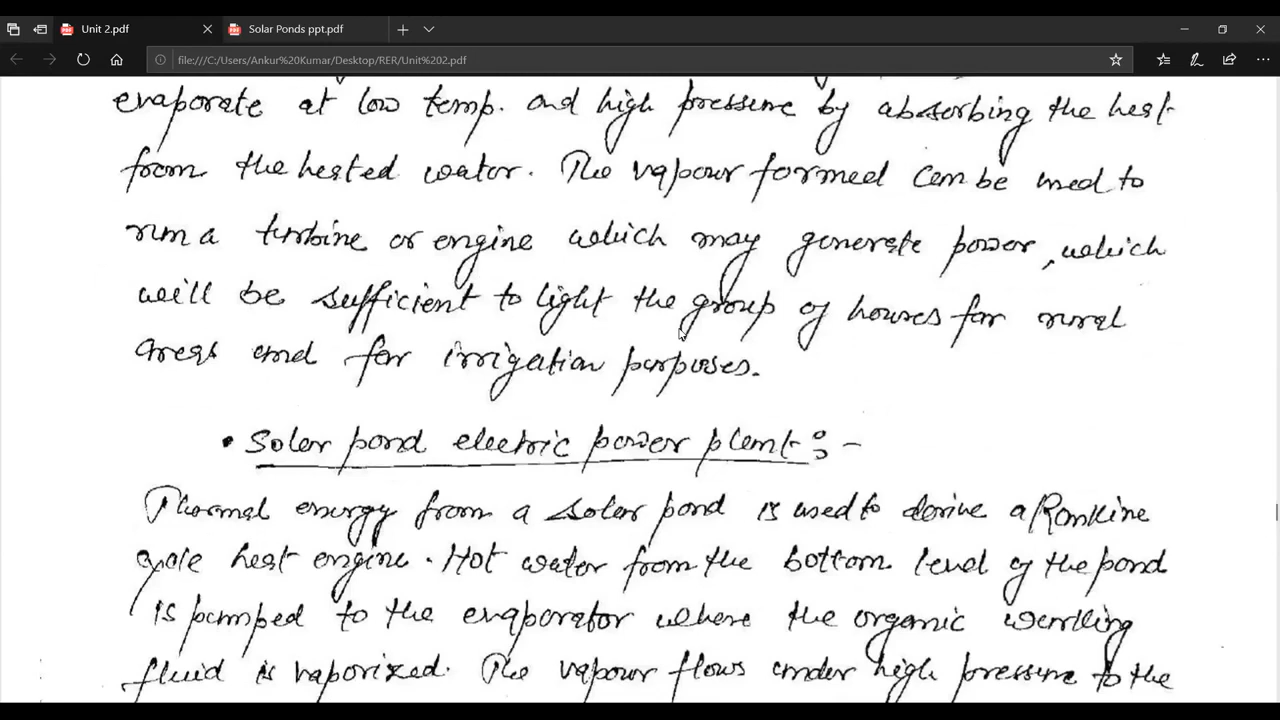 Unit 2.pdf
Solar Ponds ppt.pdf
file:///C:/Users/Ankur%20Kumar/Desktop/RER/Unit%202.pdf
evaporate at low temp. and high pressure by absorbing the heat
from the heated water. The vapour formed can be used to
run a turbine or engine which may generate power, which
will be sufficient to light the group of houses for rural
areas and for irrigation purposes.
• Solar pond electric power plant :-
Thermal energy from a solar pond is used to derive a Rankine
cycle heat engine. Hot water from the bottom level of the pond
is pumped to the evaporator where the organic working
fluid is vaporized. The vapour flows under high pressure to the